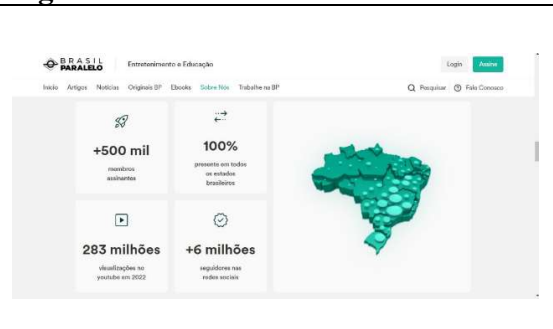 BRASIL
PARALELO
Entretenimento e Educação
Login
Assine
Início Artigos Notícias Originais BP Ebooks Sobre Nós Trabalhe na BP
Pesquisar
Fale Conosco
+500 mil
membros
assinantes
100%
presente em todos
os estados
brasileiros
283 milhões
visualizações no
youtube em 2022
+6 milhões
seguidores nas
redes sociais